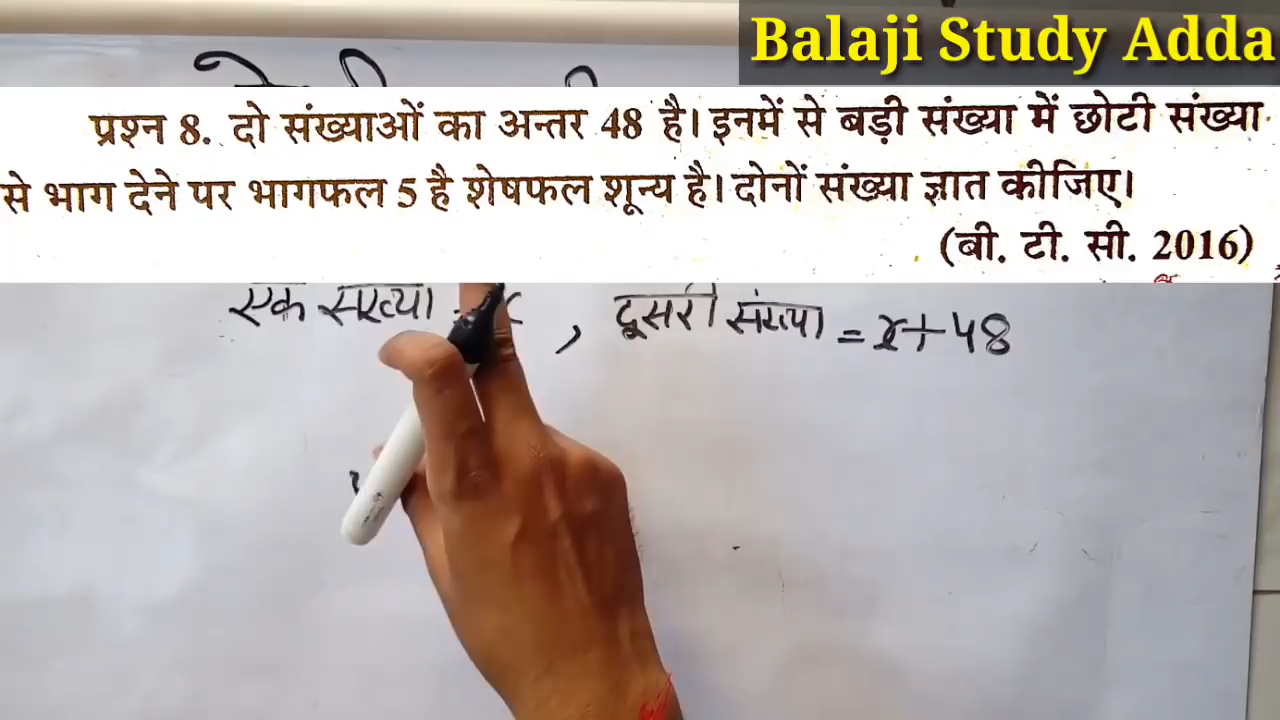 Balaji Study Adda
प्रश्न 8. दो संख्याओं का अन्तर 48 है। इनमें से बड़ी संख्या में छोटी संख्या
से भाग देने पर भागफल 5 है शेषफल शून्य है। दोनों संख्या ज्ञात कीजिए।
(बी. टी. सी. 2016)
एक संख्या , दूसरी संख्या = x+48